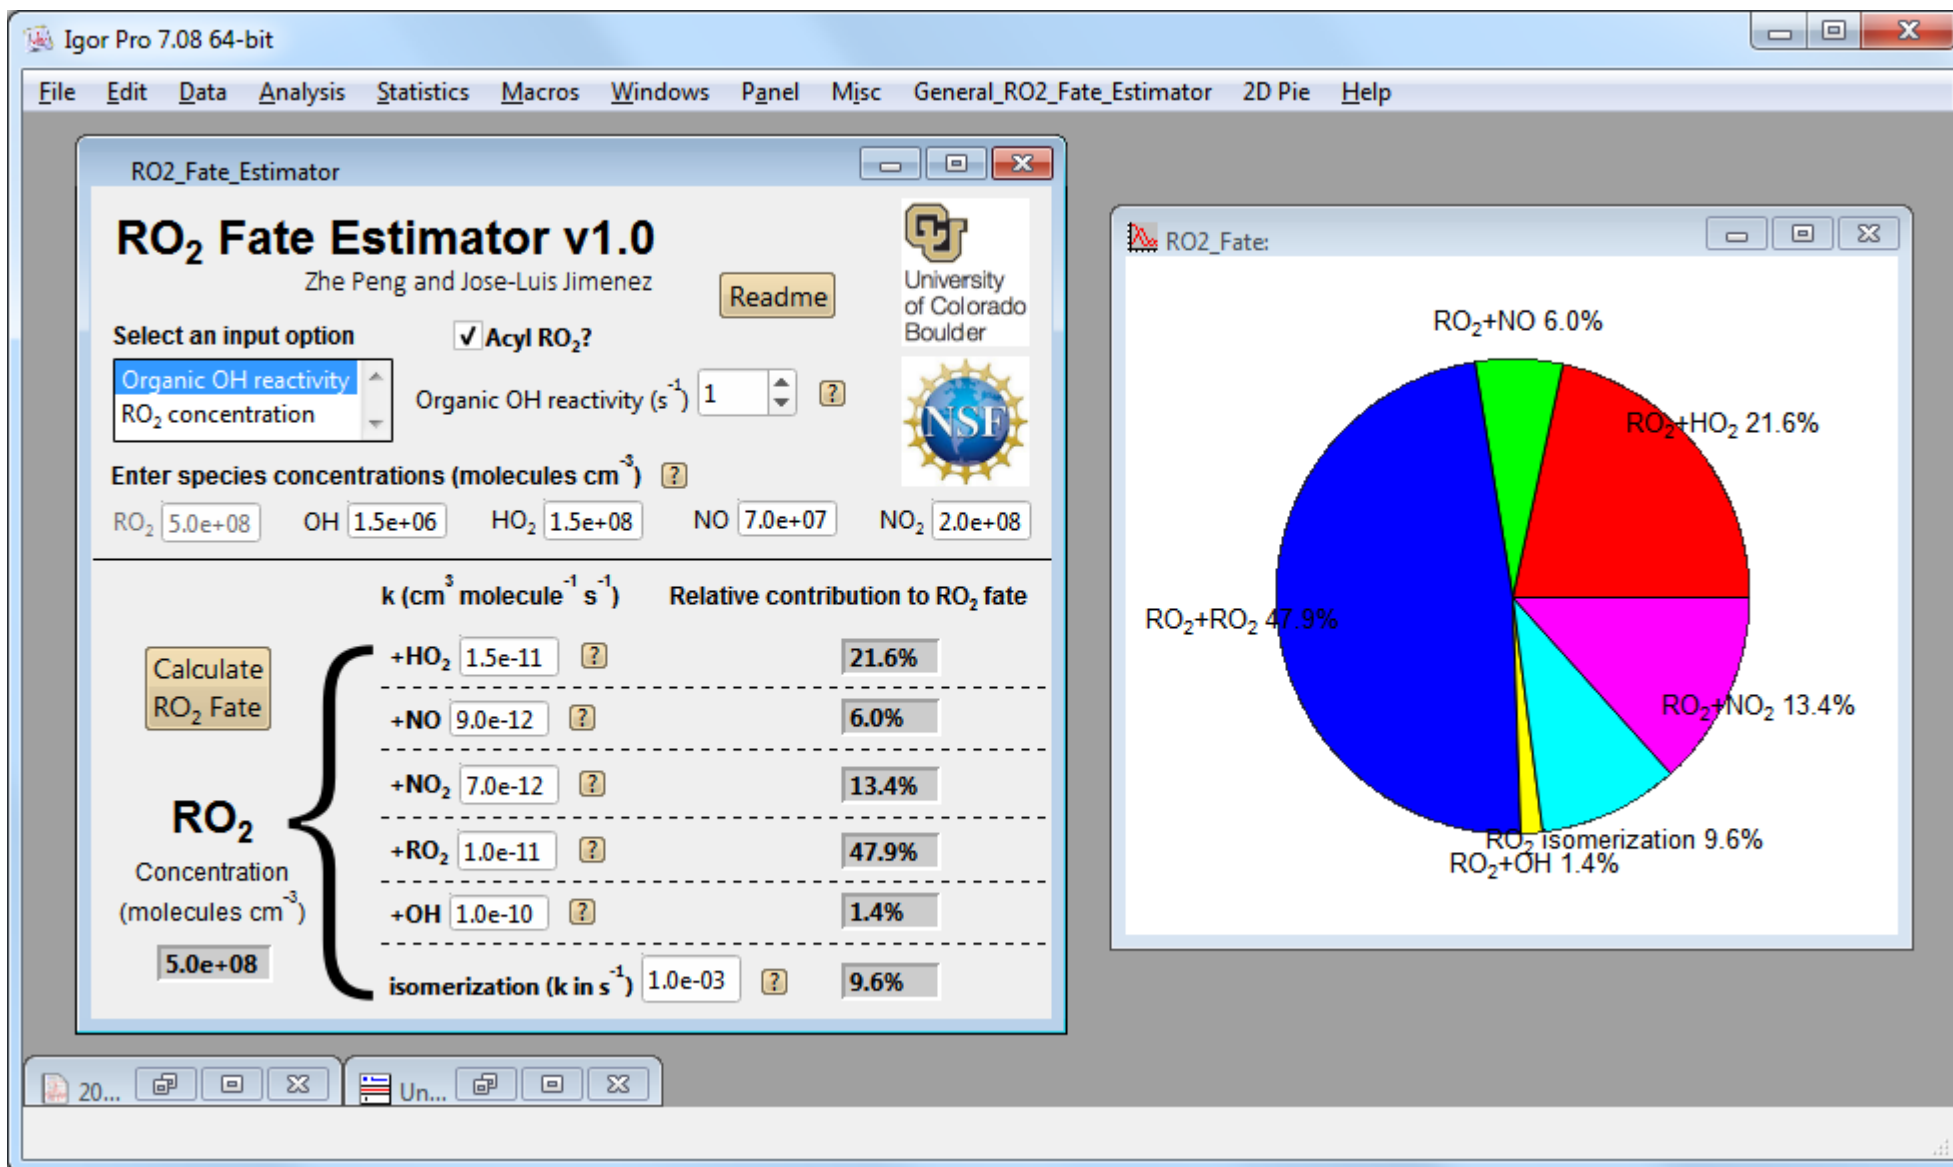 Igor Pro 7.08 64-bit
File Edit Data Analysis Statistics Macros Windows Panel Misc General_RO2_Fate_Estimator 2D Pie Help
RO2_Fate_Estimator
RO₂ Fate Estimator v1.0
Zhe Peng and Jose-Luis Jimenez
Readme
University
of Colorado
Boulder
Select an input option
✓ Acyl RO₂?
Organic OH reactivity
RO₂ concentration
Organic OH reactivity (s⁻¹) 1 ?
NSF
Enter species concentrations (molecules cm⁻³) ?
RO₂ 5.0e+08 OH 1.5e+06 HO₂ 1.5e+08 NO 7.0e+07 NO₂ 2.0e+08
k (cm³ molecule⁻¹ s⁻¹) Relative contribution to RO₂ fate
Calculate
RO₂ Fate
+HO₂ 1.5e-11 ? 21.6%
+NO 9.0e-12 ? 6.0%
+NO₂ 7.0e-12 ? 13.4%
+RO₂ 1.0e-11 ? 47.9%
+OH 1.0e-10 ? 1.4%
isomerization (k in s⁻¹) 1.0e-03 ? 9.6%
RO₂
Concentration
(molecules cm⁻³)
5.0e+08
RO2_Fate:
RO₂+NO 6.0%
RO₂+HO₂ 21.6%
RO₂+RO₂ 47.9%
RO₂+NO₂ 13.4%
RO₂ isomerization 9.6%
RO₂+OH 1.4%
20...
Un...